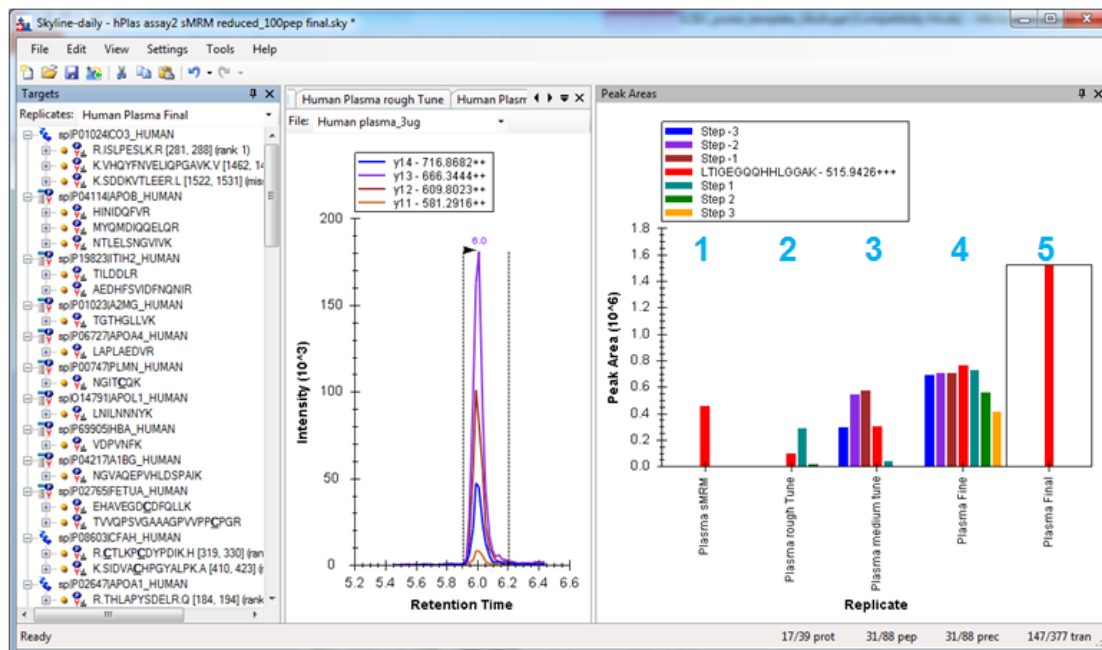 Skyline-daily - hPlas assay2 sMRM reduced_100pep final.sky *
File Edit View Settings Tools Help
Targets
Replicates: Human Plasma Final
sp|P01024|CO3_HUMAN
R.ISLPESLK.R [281, 288] (rank 1)
K.VHQYFNVELIQPGAVK.V [1462, 14
K.SDDKVTLEER.L [1522, 1531] (mis
sp|P04114|APOB_HUMAN
HINIDQFVR
MYQMDIQQELQR
NTLELSNGVIVK
sp|P19823|ITIH2_HUMAN
TILDDLR
AEDHFSVIDFNQNIR
sp|P01023|A2MG_HUMAN
TGTHGLLVK
sp|P06727|APOA4_HUMAN
LAPLAEDVR
sp|P00747|PLMN_HUMAN
NGITCQK
sp|O14791|APOL1_HUMAN
LNILNNNYK
sp|P69905|HBA_HUMAN
VDPVNFK
sp|P04217|A1BG_HUMAN
NGVAQEPVHLDSPAIK
sp|P02765|FETUA_HUMAN
EHAVEGDCDFQLLK
TVVQPSVGAAAGPVVPPCPGR
sp|P08603|CFAH_HUMAN
R.CTLKPCDYPDIK.H [319, 330] (ran
K.SIDVACHPGYALPK.A [410, 423] (r
sp|P02647|APOA1_HUMAN
R.THLAPYSDELR.Q [184, 194] (rank
Human Plasma rough Tune Human Plasm
File: Human plasma_3ug
y14 - 716.8682++
y13 - 666.3444++
y12 - 609.8023++
y11 - 581.2916++
6.0
Intensity (10^3)
200
150
100
50
0
5.2 5.4 5.6 5.8 6.0 6.2 6.4 6.6
Retention Time
Peak Areas
Step -3
Step -2
Step -1
LTIGEGQQHHLGGAK - 515.9426+++
Step 1
Step 2
Step 3
Peak Area (10^6)
1.8
1.6
1.4
1.2
1.0
0.8
0.6
0.4
0.2
0.0
1 2 3 4 5
Plasma sMRM
Plasma rough Tune
Plasma medium tune
Plasma Fine
Plasma Final
Replicate
Ready
17/39 prot 31/88 pep 31/88 prec 147/377 tran